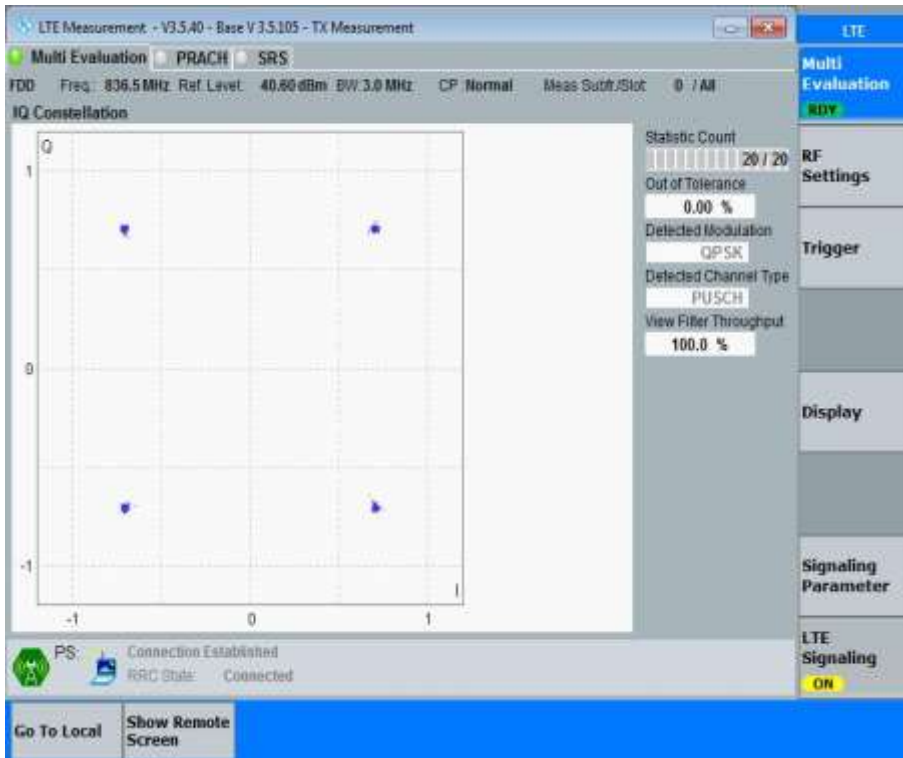 LTE Measurement - V3.5.40 - Base V 3.5.105 - TX Measurement
LTE
Multi Evaluation PRACH SRS
FDD Freq.: 836.5 MHz Ref. Level: 40.60 dBm BW: 3.0 MHz CP: Normal Meas Subfr./Slot: 0 / All
IQ Constellation
Q
1
0
-1
I
-1 0 1
Statistic Count
20 / 20
Out of Tolerance
0.00 %
Detected Modulation
QPSK
Detected Channel Type
PUSCH
View Filter Throughput
100.0 %
PS:
Connection Established
RRC State: Connected
Multi
Evaluation
RDY
RF
Settings
Trigger
Display
Signaling
Parameter
LTE
Signaling
ON
Go To Local
Show Remote
Screen